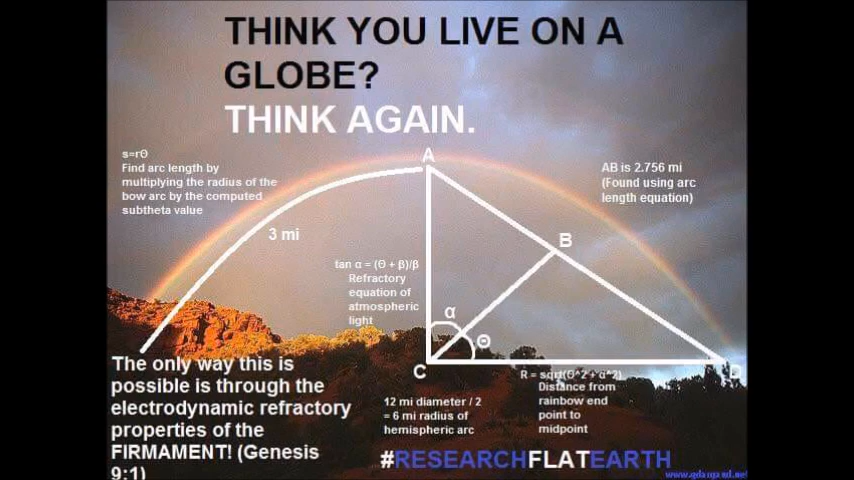 THINK YOU LIVE ON A
GLOBE?
THINK AGAIN.
s=rΘ
Find arc length by
multiplying the radius of the
bow arc by the computed
subtheta value
A
AB is 2.756 mi
(Found using arc
length equation)
3 mi
B
tan α = (Θ + β)/β
Refractory
equation of
atmospheric
light
α
Θ
C
D
The only way this is
possible is through the
electrodynamic refractory
properties of the
FIRMAMENT! (Genesis
9:1)
12 mi diameter / 2
= 6 mi radius of
hemispheric arc
R = sqrt(Θ^2 + α^2)
Distance from
rainbow end
point to
midpoint
#RESEARCHFLATEARTH